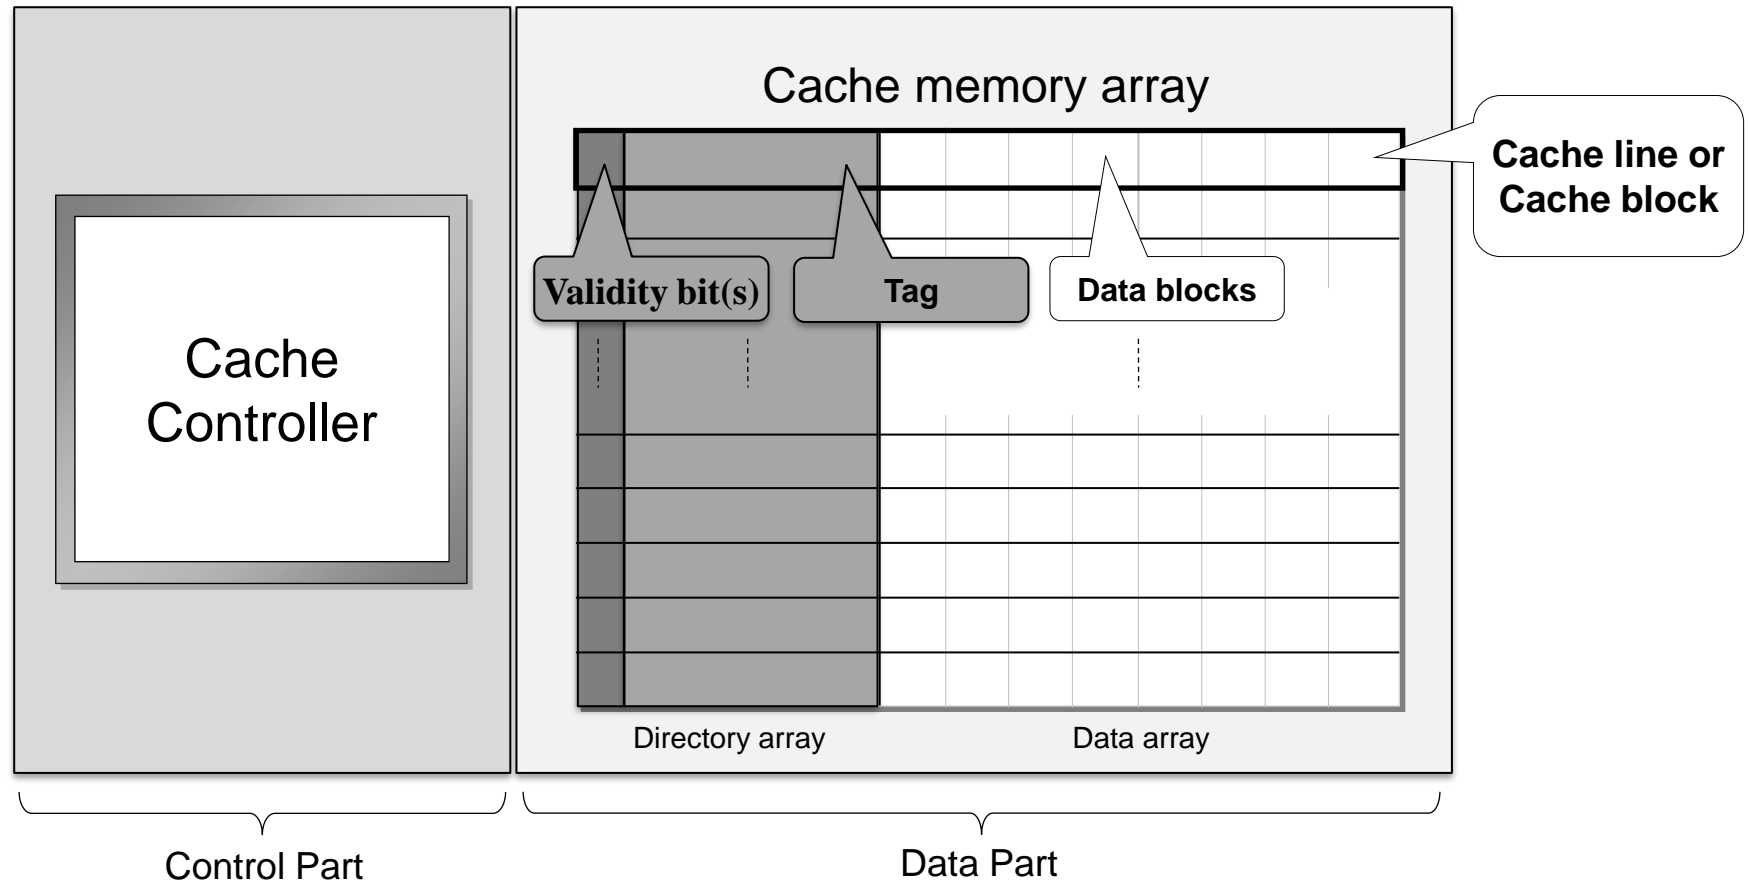 Cache memory array
Cache line or
Cache block
Validity bit(s)
Tag
Data blocks
Cache
Controller
Directory array
Data array
Control Part
Data Part